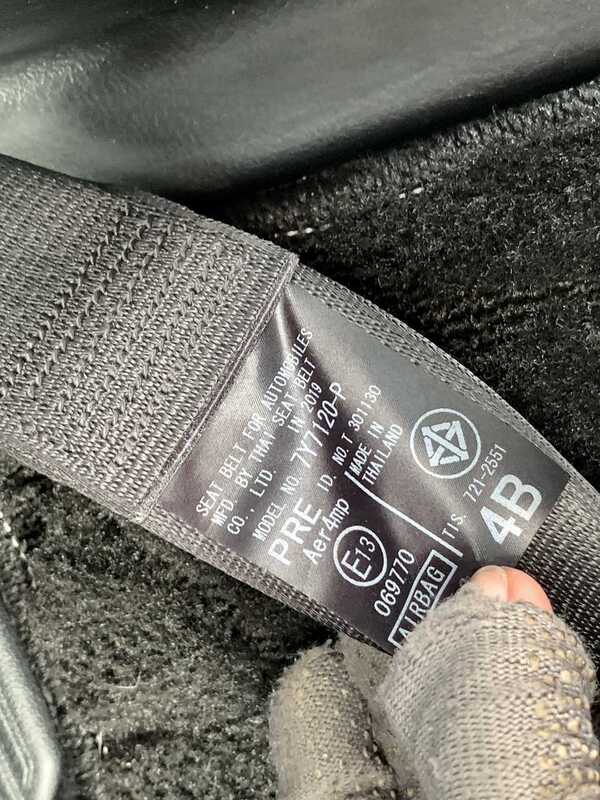 SEAT BELT FOR AUTOMOBILES
MFD. BY THAI SEAT BELT
CO., LTD. IN 2019
MODEL NO. 7Y7120-P
PRE ID. NO. T 301130
Aer4mp MADE IN
THAILAND
E13
069770 TIS. 721-2551
AIRBAG 4B